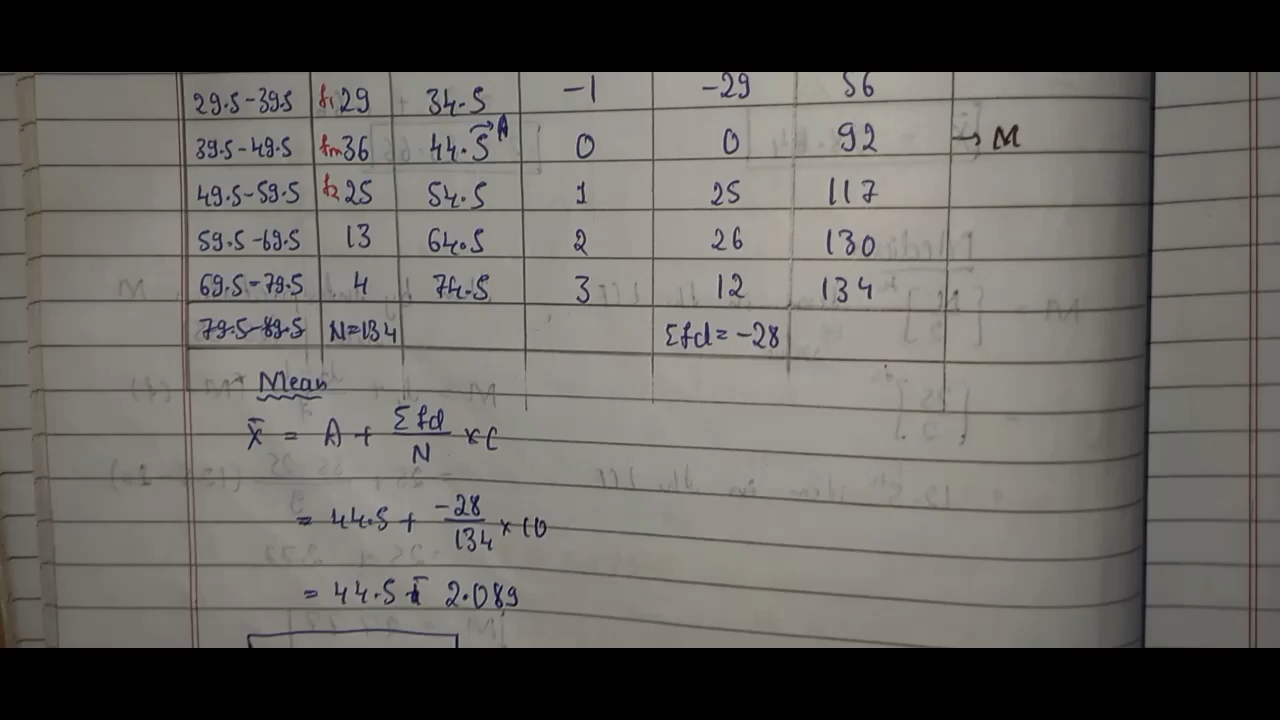 29.5-39.5 f1 29 34.5 -1 -29 56
39.5-49.5 fm 36 44.5 → A 0 0 92 → M
49.5-59.5 f2 25 54.5 1 25 117
59.5-69.5 13 64.5 2 26 130
69.5-79.5 4 74.5 3 12 134
79.5-89.5 N=134 Σfd = -28
Mean
x̄ = A + Σfd/N × C
= 44.5 + -28/134 × 10
= 44.5 - 2.089